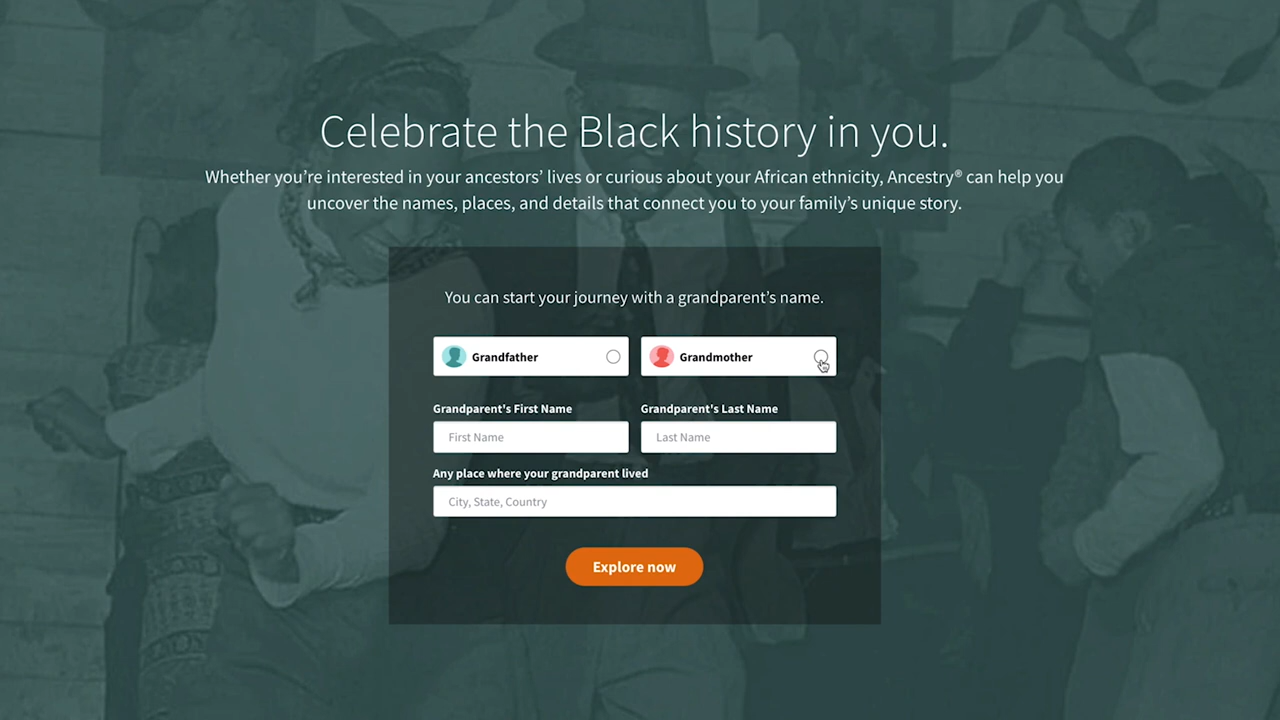 Celebrate the Black history in you.
Whether you’re interested in your ancestors’ lives or curious about your African ethnicity, Ancestry® can help you
uncover the names, places, and details that connect you to your family’s unique story.
You can start your journey with a grandparent’s name.
Grandfather
Grandmother
Grandparent's First Name
Grandparent's Last Name
First Name
Last Name
Any place where your grandparent lived
City, State, Country
Explore now